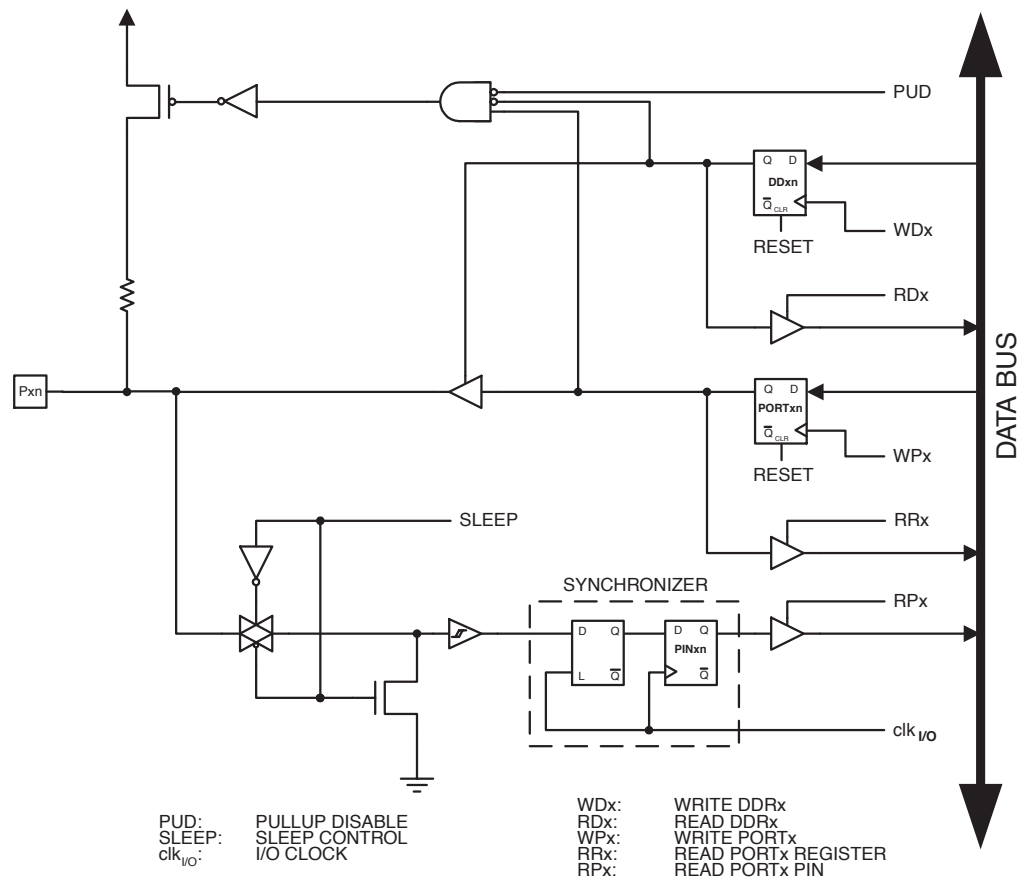 PUD
Q D
DDxn
Q CLR
WDx
RESET
RDx
Pxn
Q D
PORTxn
Q CLR
WPx
RESET
DATA BUS
SLEEP
RRx
SYNCHRONIZER
RPx
D Q
L Q
D Q
PINxn
Q
clk I/O
PUD: PULLUP DISABLE
SLEEP: SLEEP CONTROL
clk I/O: I/O CLOCK
WDx: WRITE DDRx
RDx: READ DDRx
WPx: WRITE PORTx
RRx: READ PORTx REGISTER
RPx: READ PORTx PIN